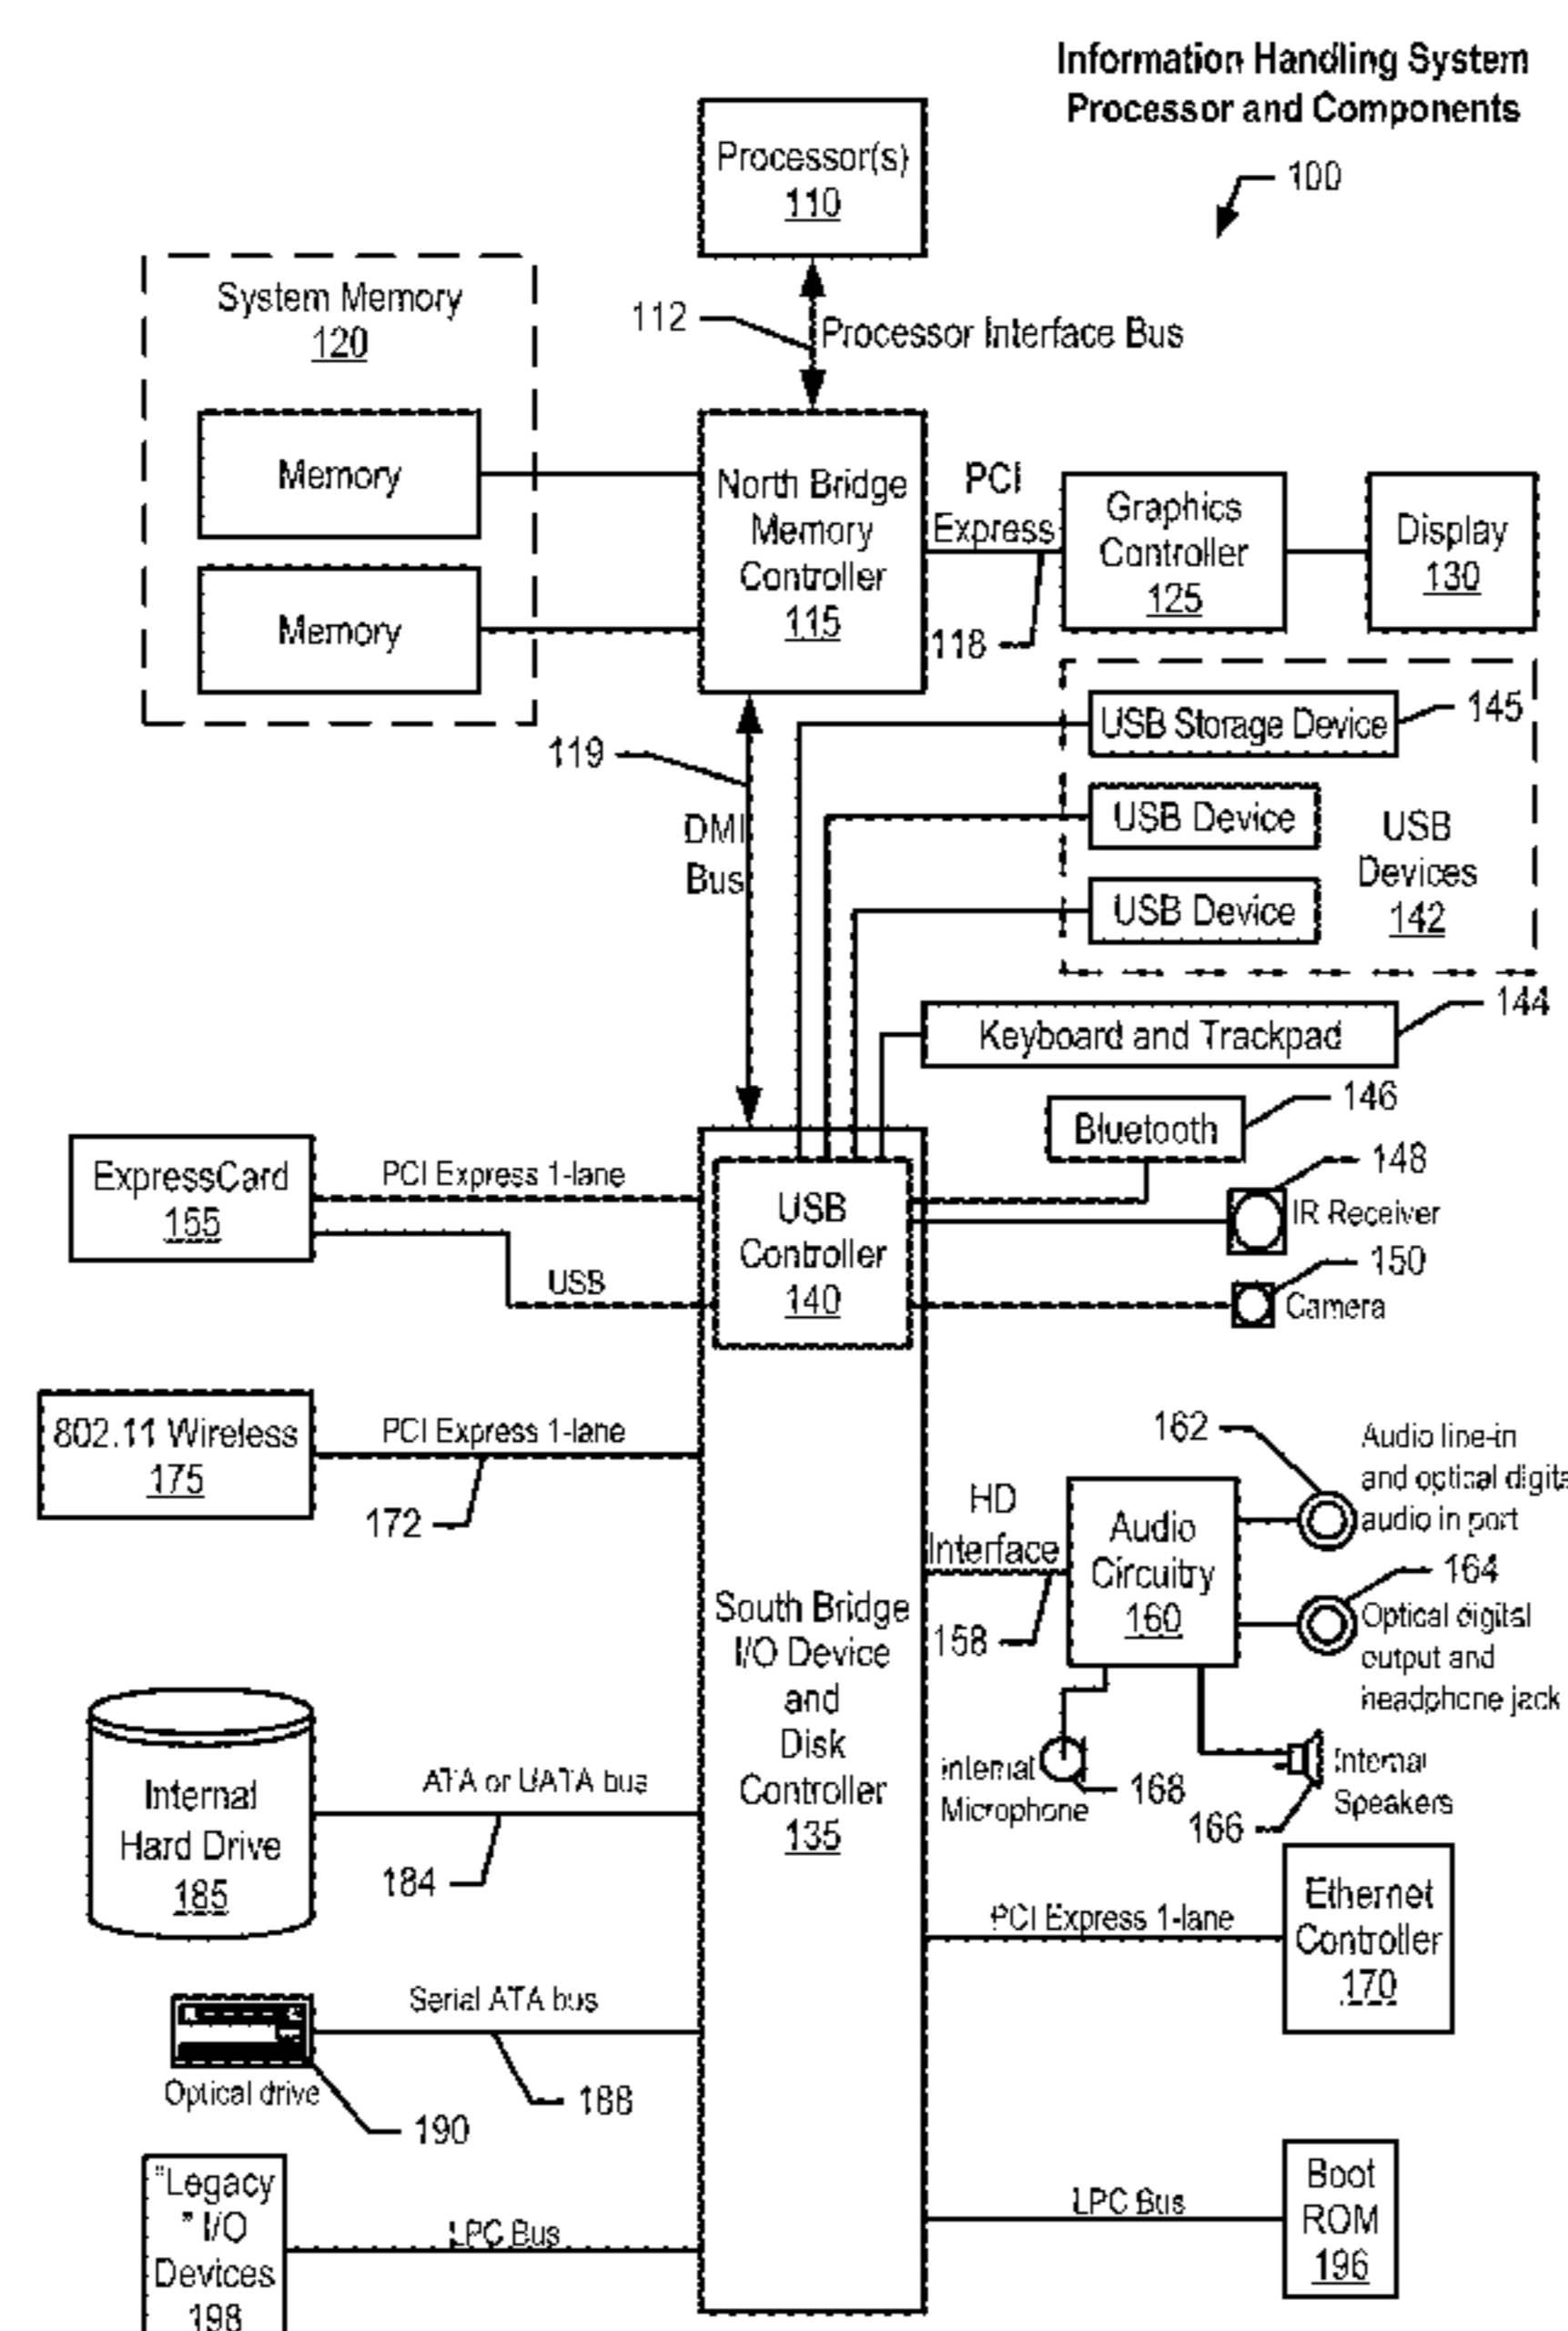 Information Handling System
Processor and Components
100
Processor(s)
110
System Memory
120
112
Processor Interface Bus
Memory
Memory
North Bridge
Memory
Controller
115
PCI
Express
118
Graphics
Controller
125
Display
130
119
DMI
Bus
USB Storage Device
145
USB Device
USB Device
USB
Devices
142
Keyboard and Trackpad
144
Bluetooth
146
148
IR Receiver
150
Camera
ExpressCard
155
PCI Express 1-lane
USB
USB
Controller
140
802.11 Wireless
175
PCI Express 1-lane
172
162
Audio line-in
and optical digita
audio in port
HD
Interface
158
Audio
Circuitry
160
164
Optical digital
output and
headphone jack
South Bridge
I/O Device
and
Disk
Controller
135
Internal
Microphone
168
166
Internal
Speakers
Internal
Hard Drive
185
ATA or UATA bus
184
PCI Express 1-lane
Ethernet
Controller
170
Serial ATA bus
188
Optical drive
190
"Legacy
" I/O
Devices
198
LPC Bus
LPC Bus
Boot
ROM
196